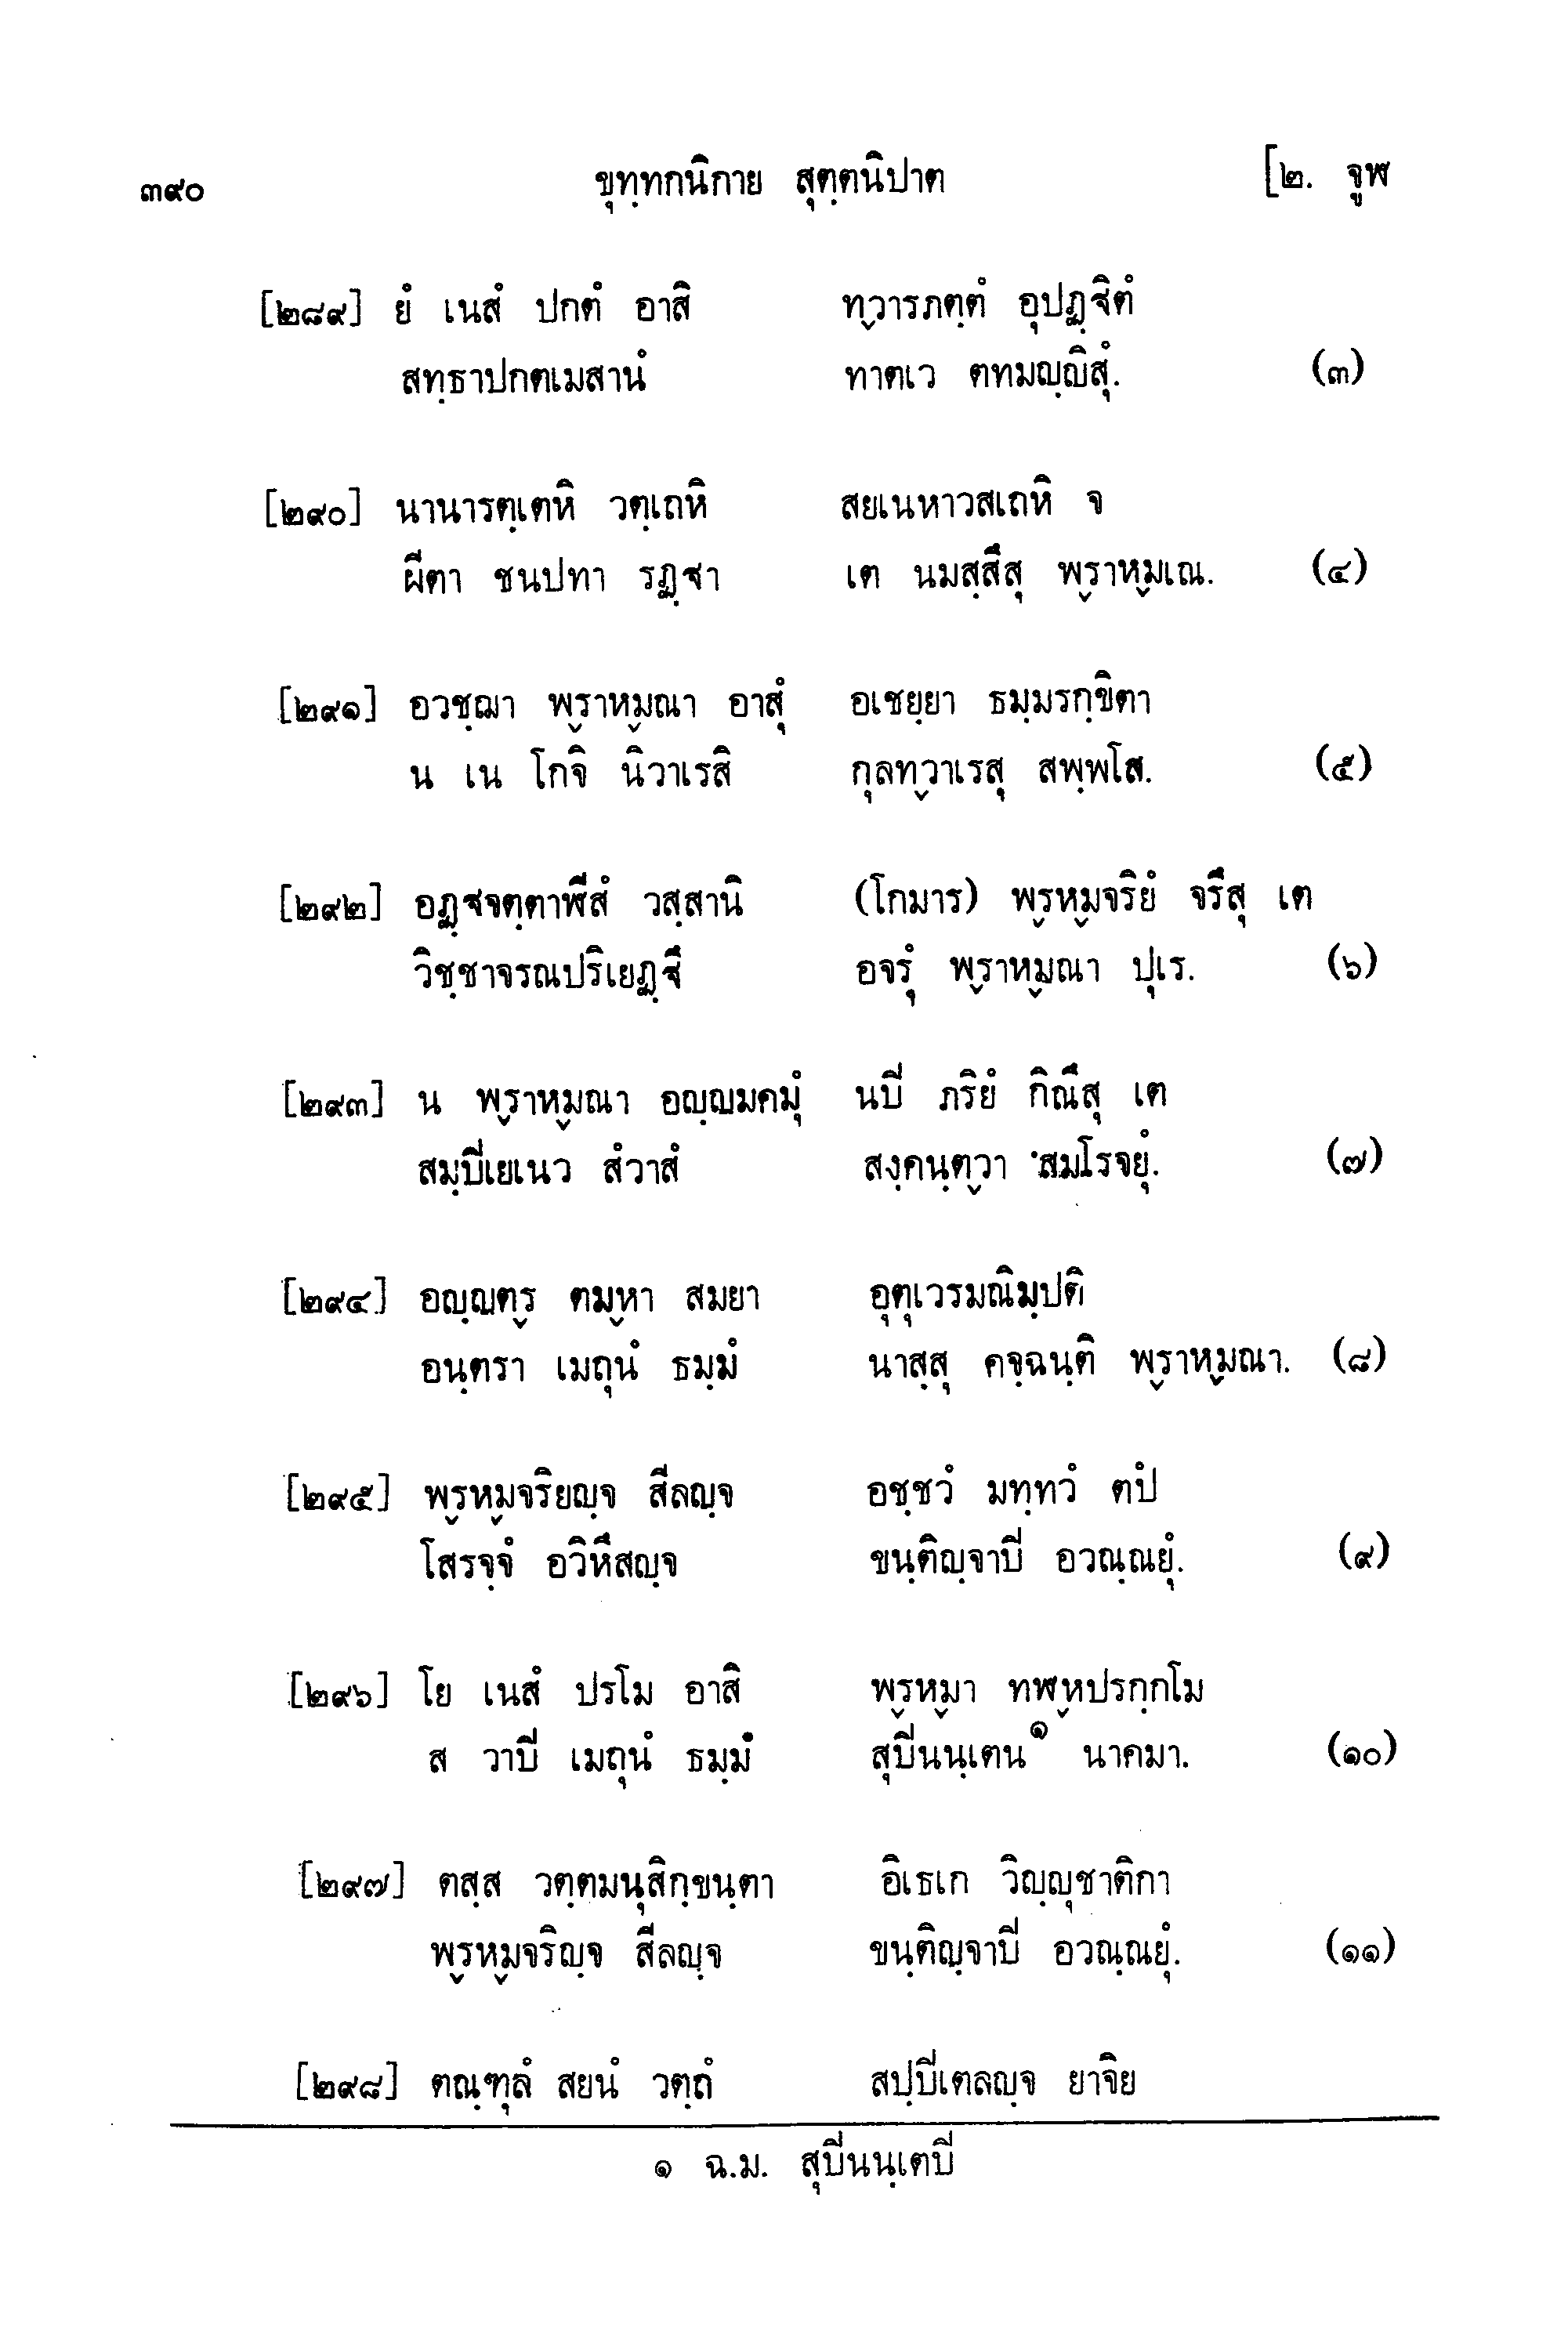 ๓๙๐ ขุทฺทกนิกาย สุตฺตนิปาต [๒. จูฬ
[๒๘๙] ยํ เนสํ ปกตํ อาสิ ท๎วารภตฺตํ อุปฏฺฐิตํ
สทฺธาปกตเมสานํ ทาตเว ตทมญฺญิสุํ. (๓)
[๒๙๐] นานารตฺเตหิ วตฺเถหิ สยเนหาวสเถหิ จ
ผีตา ชนปทา รฏฺฐา เต นมสฺสึสุ พ๎ราห๎มเณ. (๔)
[๒๙๑] อวชฺฌา พ๎ราห๎มณา อาสุํ อเชยฺยา ธมฺมรกฺขิตา
น เน โกจิ นิวาเรสิ กุลท๎วาเรสุ สพฺพโส. (๕)
[๒๙๒] อฏฺฐจตฺตาฬีสํ วสฺสานิ (โกมาร) พ๎รห๎มจริยํ จรึสุ เต
วิชฺชาจรณปริเยฏฺฐึ อจรุํ พ๎ราห๎มณา ปุเร. (๖)
[๒๙๓] น พ๎ราห๎มณา อญฺญมคมุํ นปิ ภริยํ กิณึสุ เต
สมฺปิเยเนว สํวาสํ สงฺคนฺต๎วา สมโรจยุํ. (๗)
[๒๙๔] อญฺญต๎ร ตม๎หา สมยา อุตุเวรมณิมฺปติ
อนฺตรา เมถุนํ ธมฺมํ นาสฺสุ คจฺฉนฺติ พ๎ราห๎มณา. (๘)
[๒๙๕] พ๎รห๎มจริยญฺจ สีลญฺจ อชฺชวํ มทฺทวํ ตปํ
โสรจฺจํ อวิหึสญฺจ ขนฺติญฺจาปิ อวณฺณยุํ. (๙)
[๒๙๖] โย เนสํ ปรโม อาสิ พ๎รห๎มา ทฬ๎หปรกฺกโม
ส วาปิ เมถุนํ ธมฺมํ สุปินนฺเตน๑ นาคมา. (๑๐)
[๒๙๗] ตสฺส วตฺตมนุสิกฺขนฺตา อิเธเก วิญฺญุชาติกา
พ๎รห๎มจริญฺจ สีลญฺจ ขนฺติญฺจาปิ อวณฺณยุํ. (๑๑)
[๒๙๘] ตณฺฑุลํ สยนํ วตฺถํ สปฺปิเตลญฺจ ยาจิย
๑ ฉ.ม. สุปินนฺเตปิ